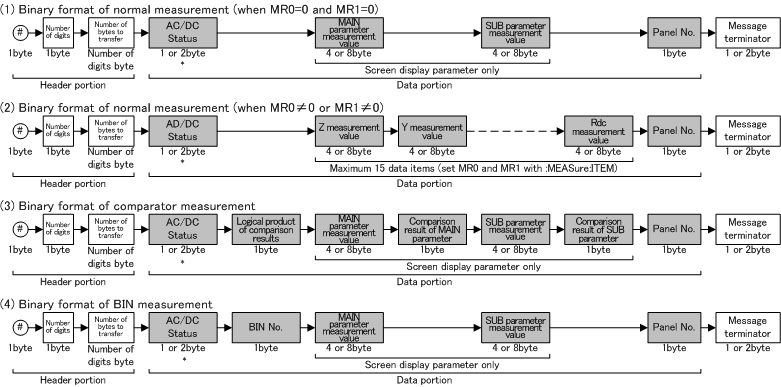 (1) Binary format of normal measurement (when MR0=0 and MR1=0)
# Number of digits Number of bytes to transfer AC/DC Status MAIN parameter measurement value SUB parameter measurement value Panel No. Message terminator
1byte 1byte Number of digits byte 1 or 2byte 4 or 8byte 4 or 8byte 1byte 1 or 2byte
*
Screen display parameter only
Header portion Data portion
(2) Binary format of normal measurement (when MR0≠0 or MR1≠0)
# Number of digits Number of bytes to transfer AD/DC Status Z measurement value Y measurement value Rdc measurement value Panel No. Message terminator
1byte 1byte Number of digits byte 1 or 2byte 4 or 8byte 4 or 8byte 4 or 8byte 1byte 1 or 2byte
*
Maximum 15 data items (set MR0 and MR1 with :MEASure:ITEM)
Header portion Data portion
(3) Binary format of comparator measurement
# Number of digits Number of bytes to transfer AC/DC Status Logical product of comparison results MAIN parameter measurement value Comparison result of MAIN parameter SUB parameter measurement value Comparison result of SUB parameter Panel No. Message terminator
1byte 1byte Number of digits byte 1 or 2byte 1byte 4 or 8byte 1byte 4 or 8byte 1byte 1byte 1 or 2byte
*
Screen display parameter only
Header portion Data portion
(4) Binary format of BIN measurement
# Number of digits Number of bytes to transfer AC/DC Status BIN No. MAIN parameter measurement value SUB parameter measurement value Panel No. Message terminator
1byte 1byte Number of digits byte 1 or 2byte 1byte 4 or 8byte 4 or 8byte 1byte 1 or 2byte
*
Screen display parameter only
Header portion Data portion